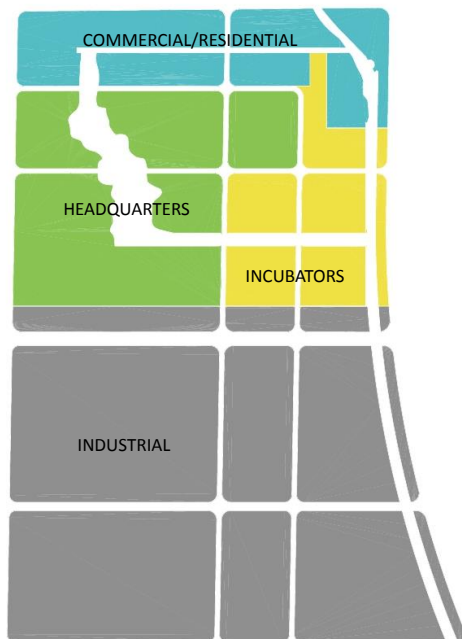 COMMERCIAL/RESIDENTIAL
HEADQUARTERS
INCUBATORS
INDUSTRIAL